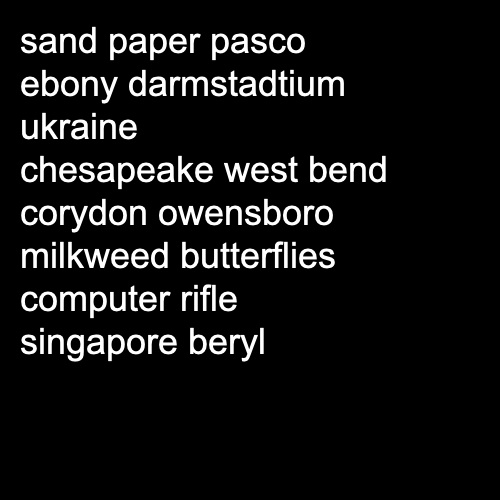 sand paper pasco
ebony darmstadtium
ukraine
chesapeake west bend
corydon owensboro
milkweed butterflies
computer rifle
singapore beryl